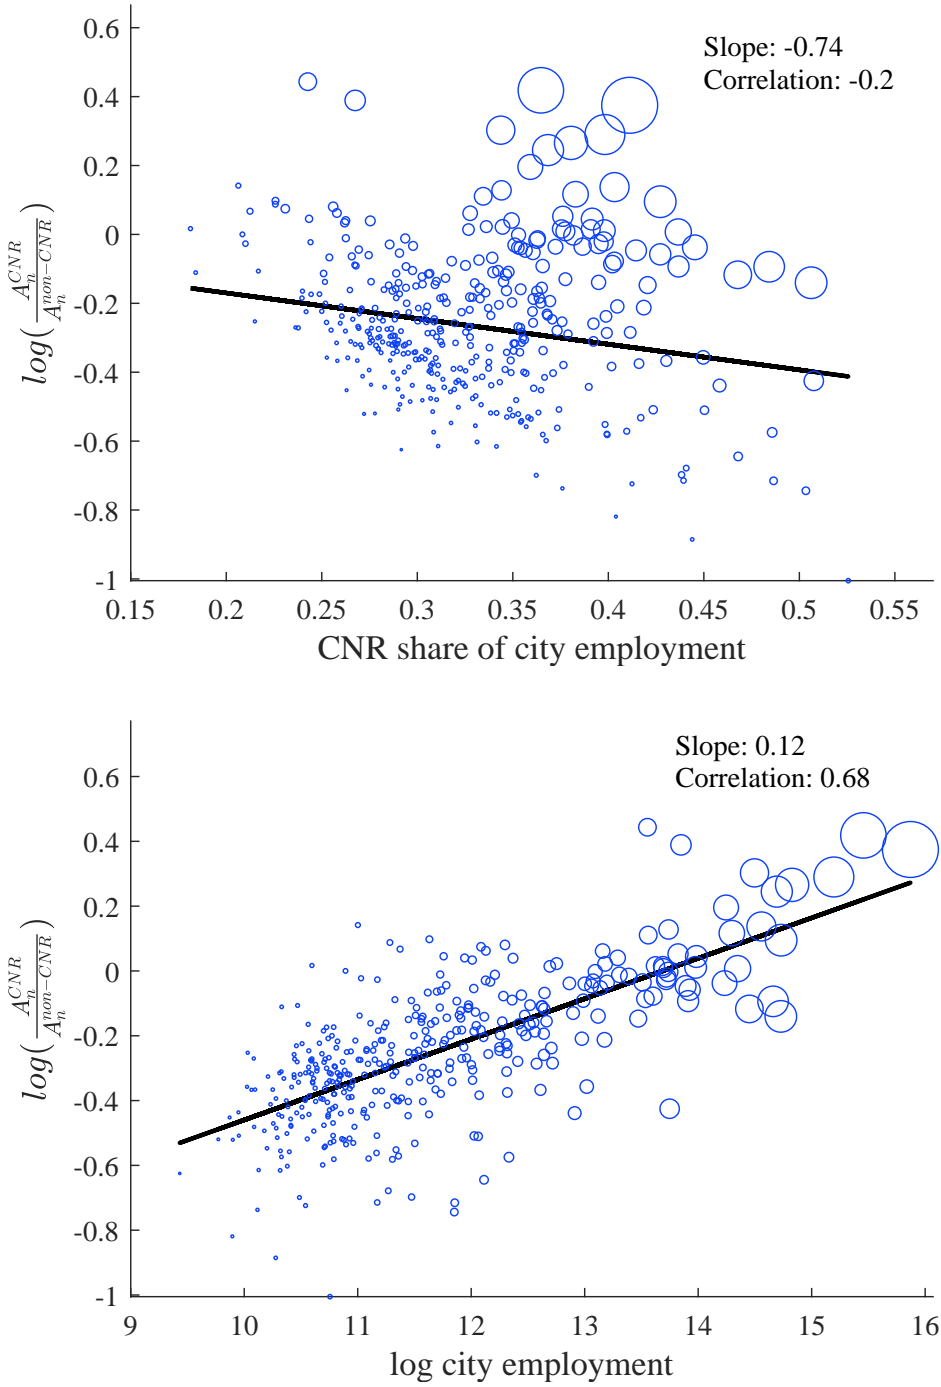 Slope: -0.74
Correlation: -0.2
0.6
0.4
0.2
0
-0.2
-0.4
-0.6
-0.8
-1
log(A_n^{CNR}/A_n^{non-CNR})
0.15 0.2 0.25 0.3 0.35 0.4 0.45 0.5 0.55
CNR share of city employment
Slope: 0.12
Correlation: 0.68
0.6
0.4
0.2
0
-0.2
-0.4
-0.6
-0.8
-1
log(A_n^{CNR}/A_n^{non-CNR})
9 10 11 12 13 14 15 16
log city employment